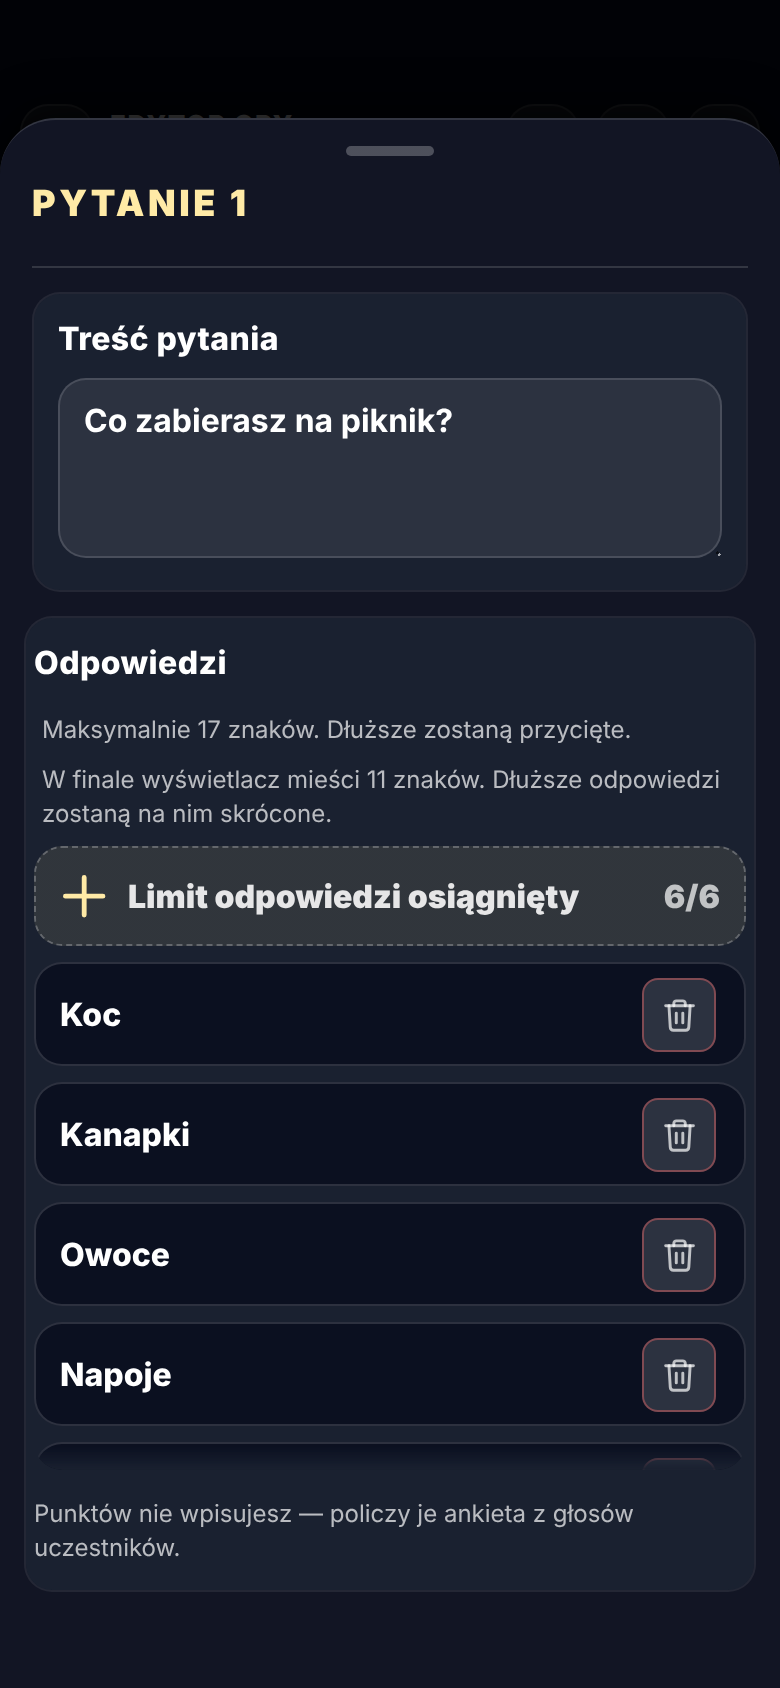 PYTANIE 1
Treść pytania
Co zabierasz na piknik?
Odpowiedzi
Maksymalnie 17 znaków. Dłuższe zostaną przycięte.
W finale wyświetlacz mieści 11 znaków. Dłuższe odpowiedzi
zostaną na nim skrócone.
Limit odpowiedzi osiągnięty 6/6
Koc
Kanapki
Owoce
Napoje
Punktów nie wpisujesz — policzy je ankieta z głosów
uczestników.